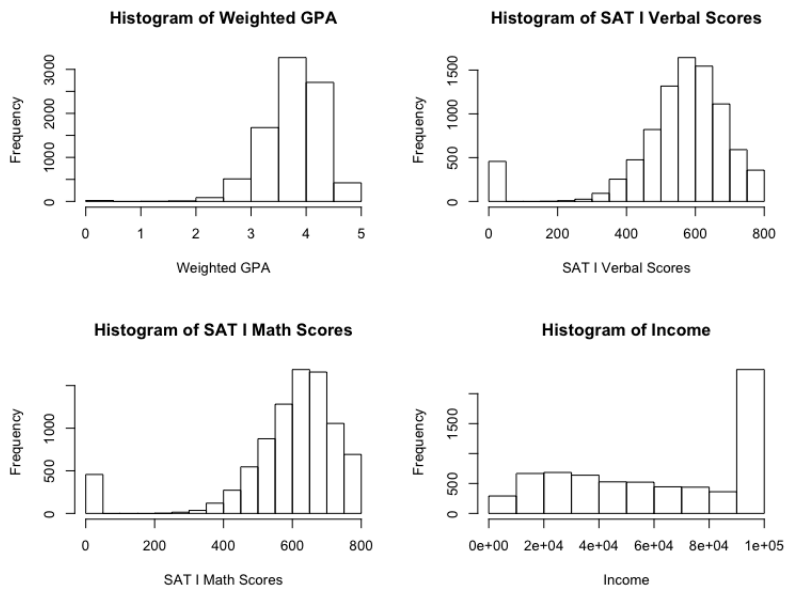 Histogram of Weighted GPA
Frequency
3000
2000
1000
0
0 1 2 3 4 5
Weighted GPA
Histogram of SAT I Verbal Scores
Frequency
1500
1000
500
0
0 200 400 600 800
SAT I Verbal Scores
Histogram of SAT I Math Scores
Frequency
1000
500
0
0 200 400 600 800
SAT I Math Scores
Histogram of Income
Frequency
1500
500
0
0e+00 2e+04 4e+04 6e+04 8e+04 1e+05
Income